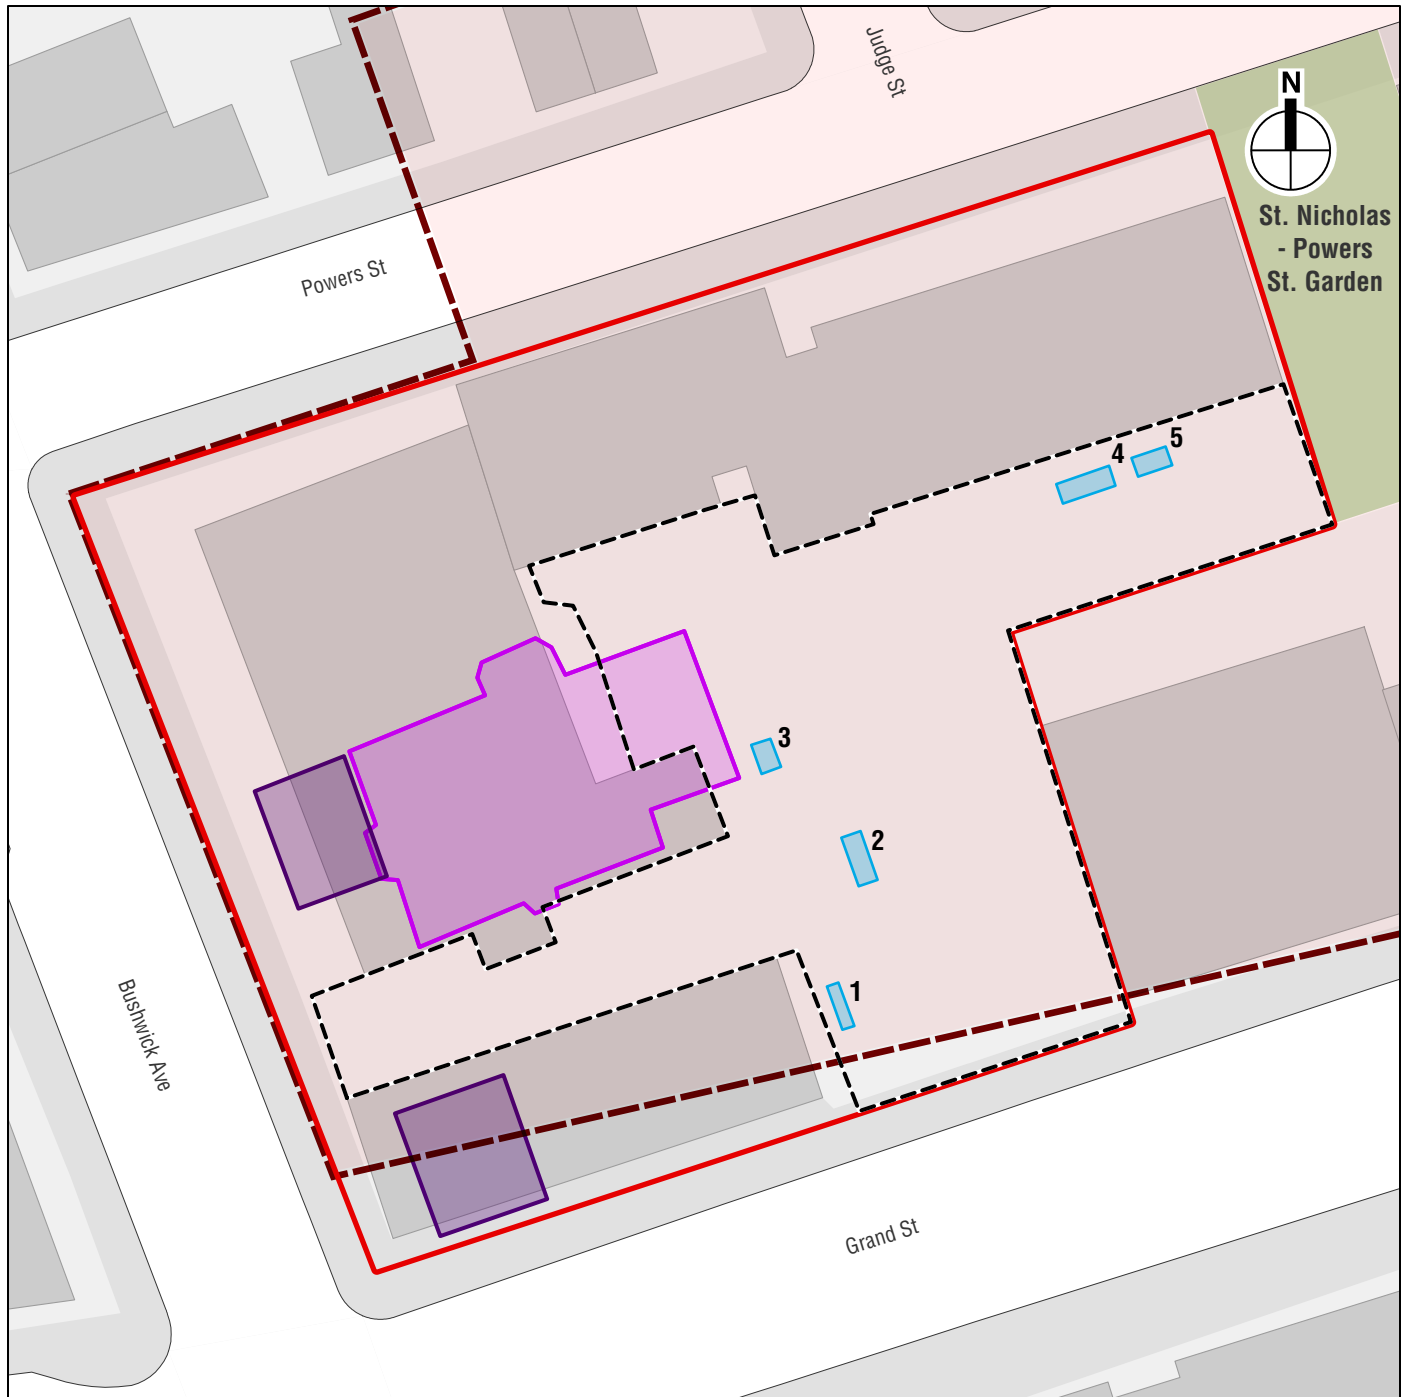 Judge St
N
St. Nicholas
- Powers
St. Garden
Powers St
4
5
3
2
1
Bushwick Ave
Grand St